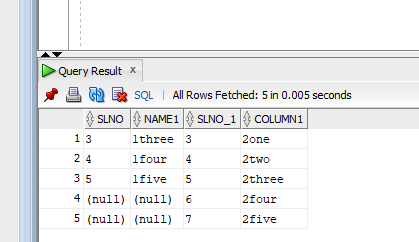 Query Result x
SQL | All Rows Fetched: 5 in 0.005 seconds
SLNO NAME1 SLNO_1 COLUMN1
1 3 1three 3 2one
2 4 1four 4 2two
3 5 1five 5 2three
4 (null) (null) 6 2four
5 (null) (null) 7 2five